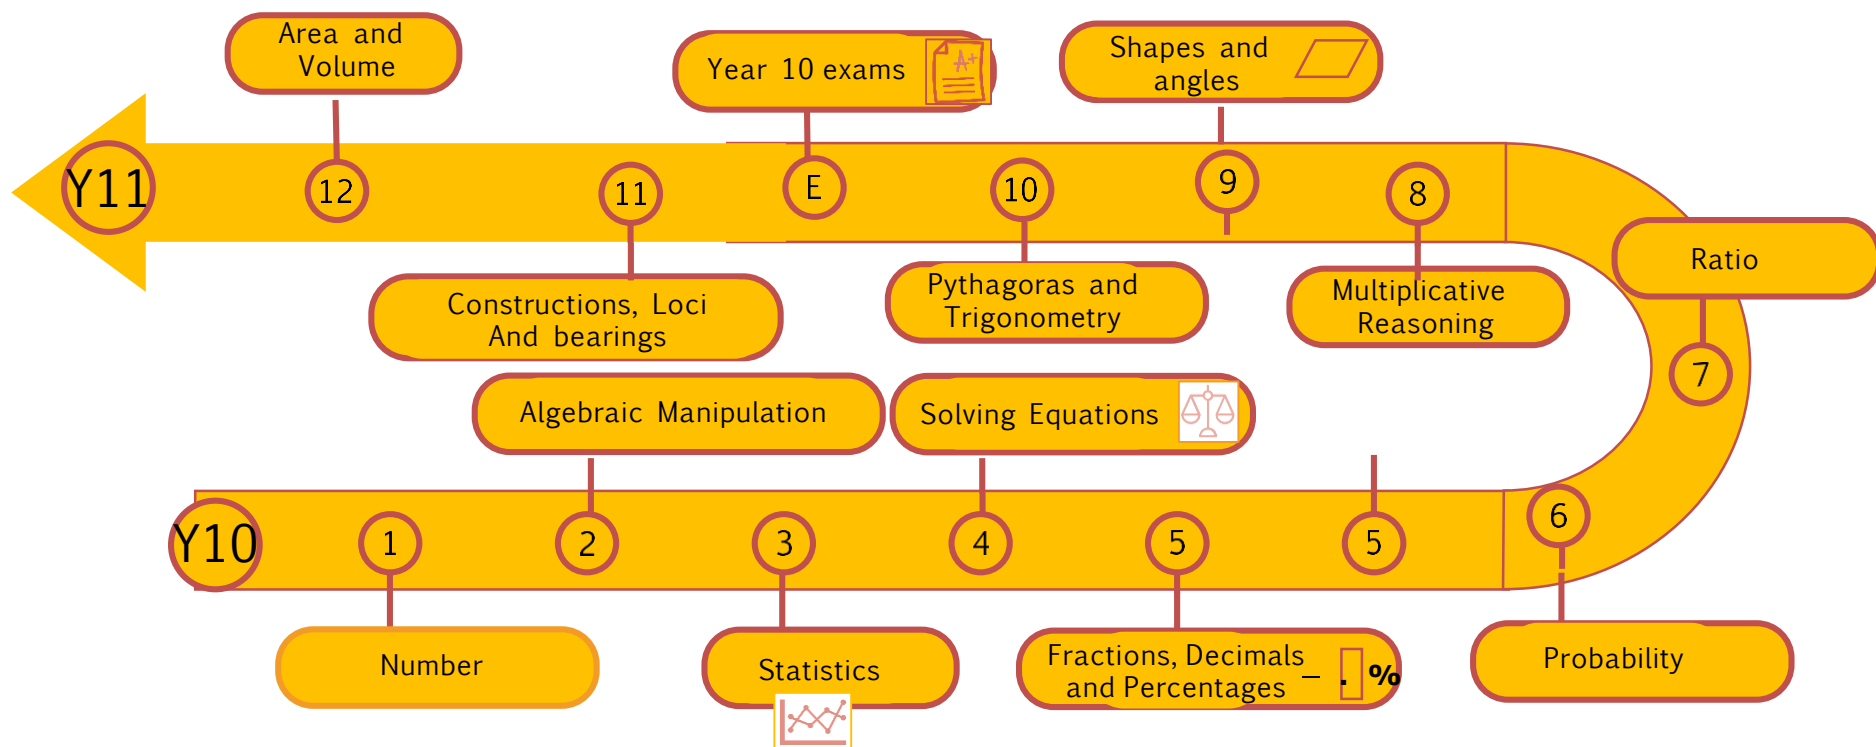 Area and
Volume
Year 10 exams
A+
Shapes and
angles
Y11
12
11
E
10
9
8
Ratio
Constructions, Loci
And bearings
Pythagoras and
Trigonometry
Multiplicative
Reasoning
7
Algebraic Manipulation
Solving Equations
Y10
1
2
3
4
5
5
6
Number
Statistics
Fractions, Decimals
and Percentages – . %
Probability